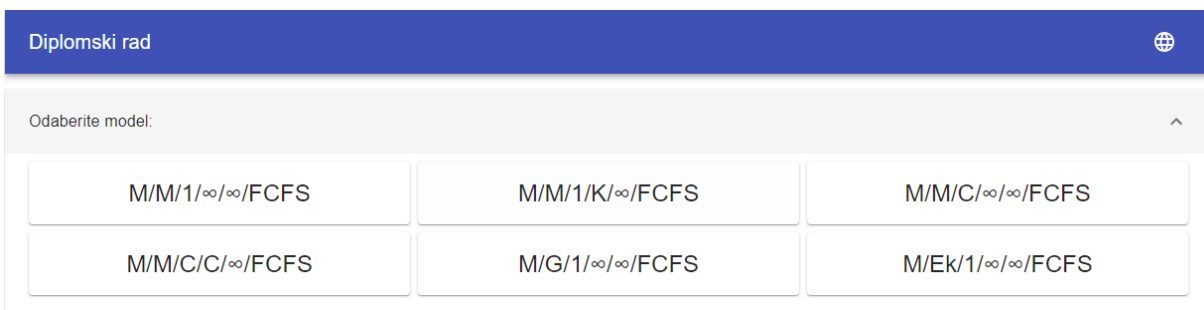 Diplomski rad
Odaberite model:
M/M/1/∞/∞/FCFS
M/M/1/K/∞/FCFS
M/M/C/∞/∞/FCFS
M/M/C/C/∞/FCFS
M/G/1/∞/∞/FCFS
M/Ek/1/∞/∞/FCFS